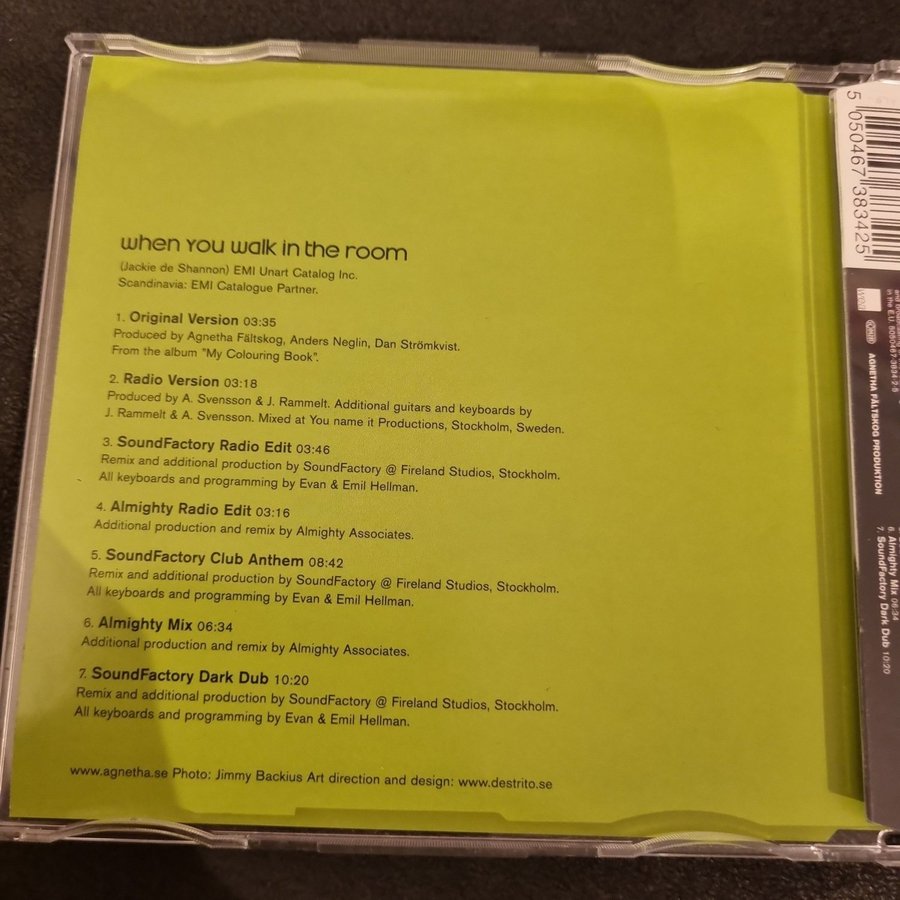 when you walk in the room
(Jackie de Shannon) EMI Unart Catalog Inc.
Scandinavia: EMI Catalogue Partner.
1. Original Version 03:35
Produced by Agnetha Fältskog, Anders Neglin, Dan Strömkvist.
From the album "My Colouring Book".
2. Radio Version 03:18
Produced by A. Svensson & J. Rammelt. Additional guitars and keyboards by
J. Rammelt & A. Svensson. Mixed at You name it Productions, Stockholm, Sweden.
3. SoundFactory Radio Edit 03:46
Remix and additional production by SoundFactory @ Fireland Studios, Stockholm.
All keyboards and programming by Evan & Emil Hellman.
4. Almighty Radio Edit 03:16
Additional production and remix by Almighty Associates.
5. SoundFactory Club Anthem 08:42
Remix and additional production by SoundFactory @ Fireland Studios, Stockholm.
All keyboards and programming by Evan & Emil Hellman.
6. Almighty Mix 06:34
Additional production and remix by Almighty Associates.
7. SoundFactory Dark Dub 10:20
Remix and additional production by SoundFactory @ Fireland Studios, Stockholm.
All keyboards and programming by Evan & Emil Hellman.
www.agnetha.se Photo: Jimmy Backius Art direction and design: www.destrito.se
5 050467 383425
in the E.U. 5050467-3834-2-5
AGNETHA FÄLTSKOG PRODUKTION
6. Almighty Mix 06:34
7. SoundFactory Dark Dub 10:20